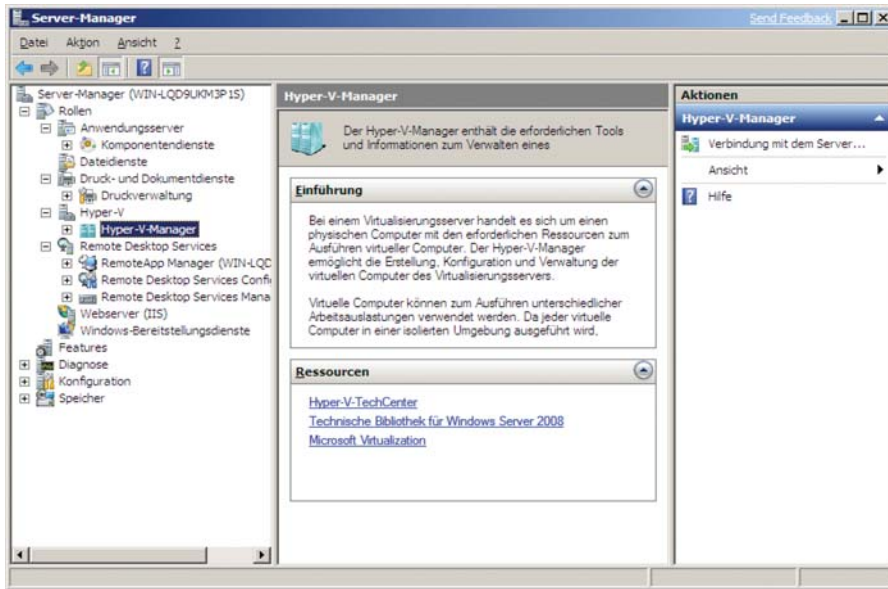 Server-Manager
Send Feedback
Datei Aktion Ansicht ?
Server-Manager (WIN-LQD9UKM3P1S)
Rollen
Anwendungsserver
Komponentendienste
Dateidienste
Druck- und Dokumentdienste
Druckverwaltung
Hyper-V
Hyper-V-Manager
Remote Desktop Services
RemoteApp Manager (WIN-LQD
Remote Desktop Services Confi
Remote Desktop Services Mana
Webserver (IIS)
Windows-Bereitstellungsdienste
Features
Diagnose
Konfiguration
Speicher
Hyper-V-Manager
Der Hyper-V-Manager enthält die erforderlichen Tools
und Informationen zum Verwalten eines
Einführung
Bei einem Virtualisierungsserver handelt es sich um einen
physischen Computer mit den erforderlichen Ressourcen zum
Ausführen virtueller Computer. Der Hyper-V-Manager
ermöglicht die Erstellung, Konfiguration und Verwaltung der
virtuellen Computer des Virtualisierungsservers.
Virtuelle Computer können zum Ausführen unterschiedlicher
Arbeitsauslastungen verwendet werden. Da jeder virtuelle
Computer in einer isolierten Umgebung ausgeführt wird,
Ressourcen
Hyper-V-TechCenter
Technische Bibliothek für Windows Server 2008
Microsoft Virtualization
Aktionen
Hyper-V-Manager
Verbindung mit dem Server...
Ansicht
Hilfe